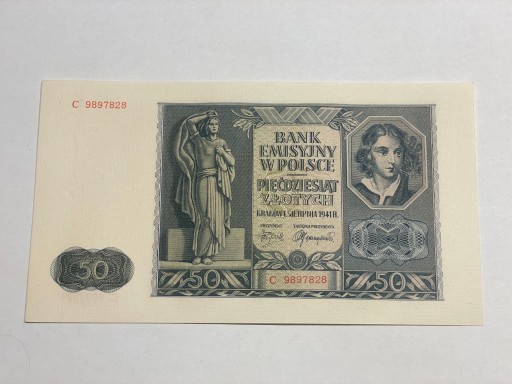 C 9897828
BANK
EMISYJNY
W POLSCE
PIĘĆDZIESIĄT
ZŁOTYCH
KRAKÓW 1. SIERPNIA 1941 R.
50
50
C 9897828
50